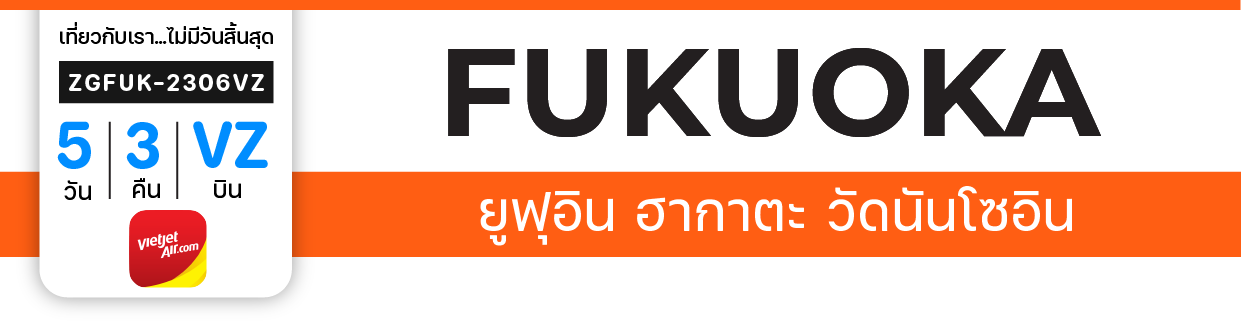 เที่ยวกับเรา...ไม่มีวันสิ้นสุด
ZGFUK-2306VZ
5 3 VZ
วัน คืน บิน
vietjet
Air.com
FUKUOKA
ยูฟุอิน ฮากาตะ วัดนันโซอิน